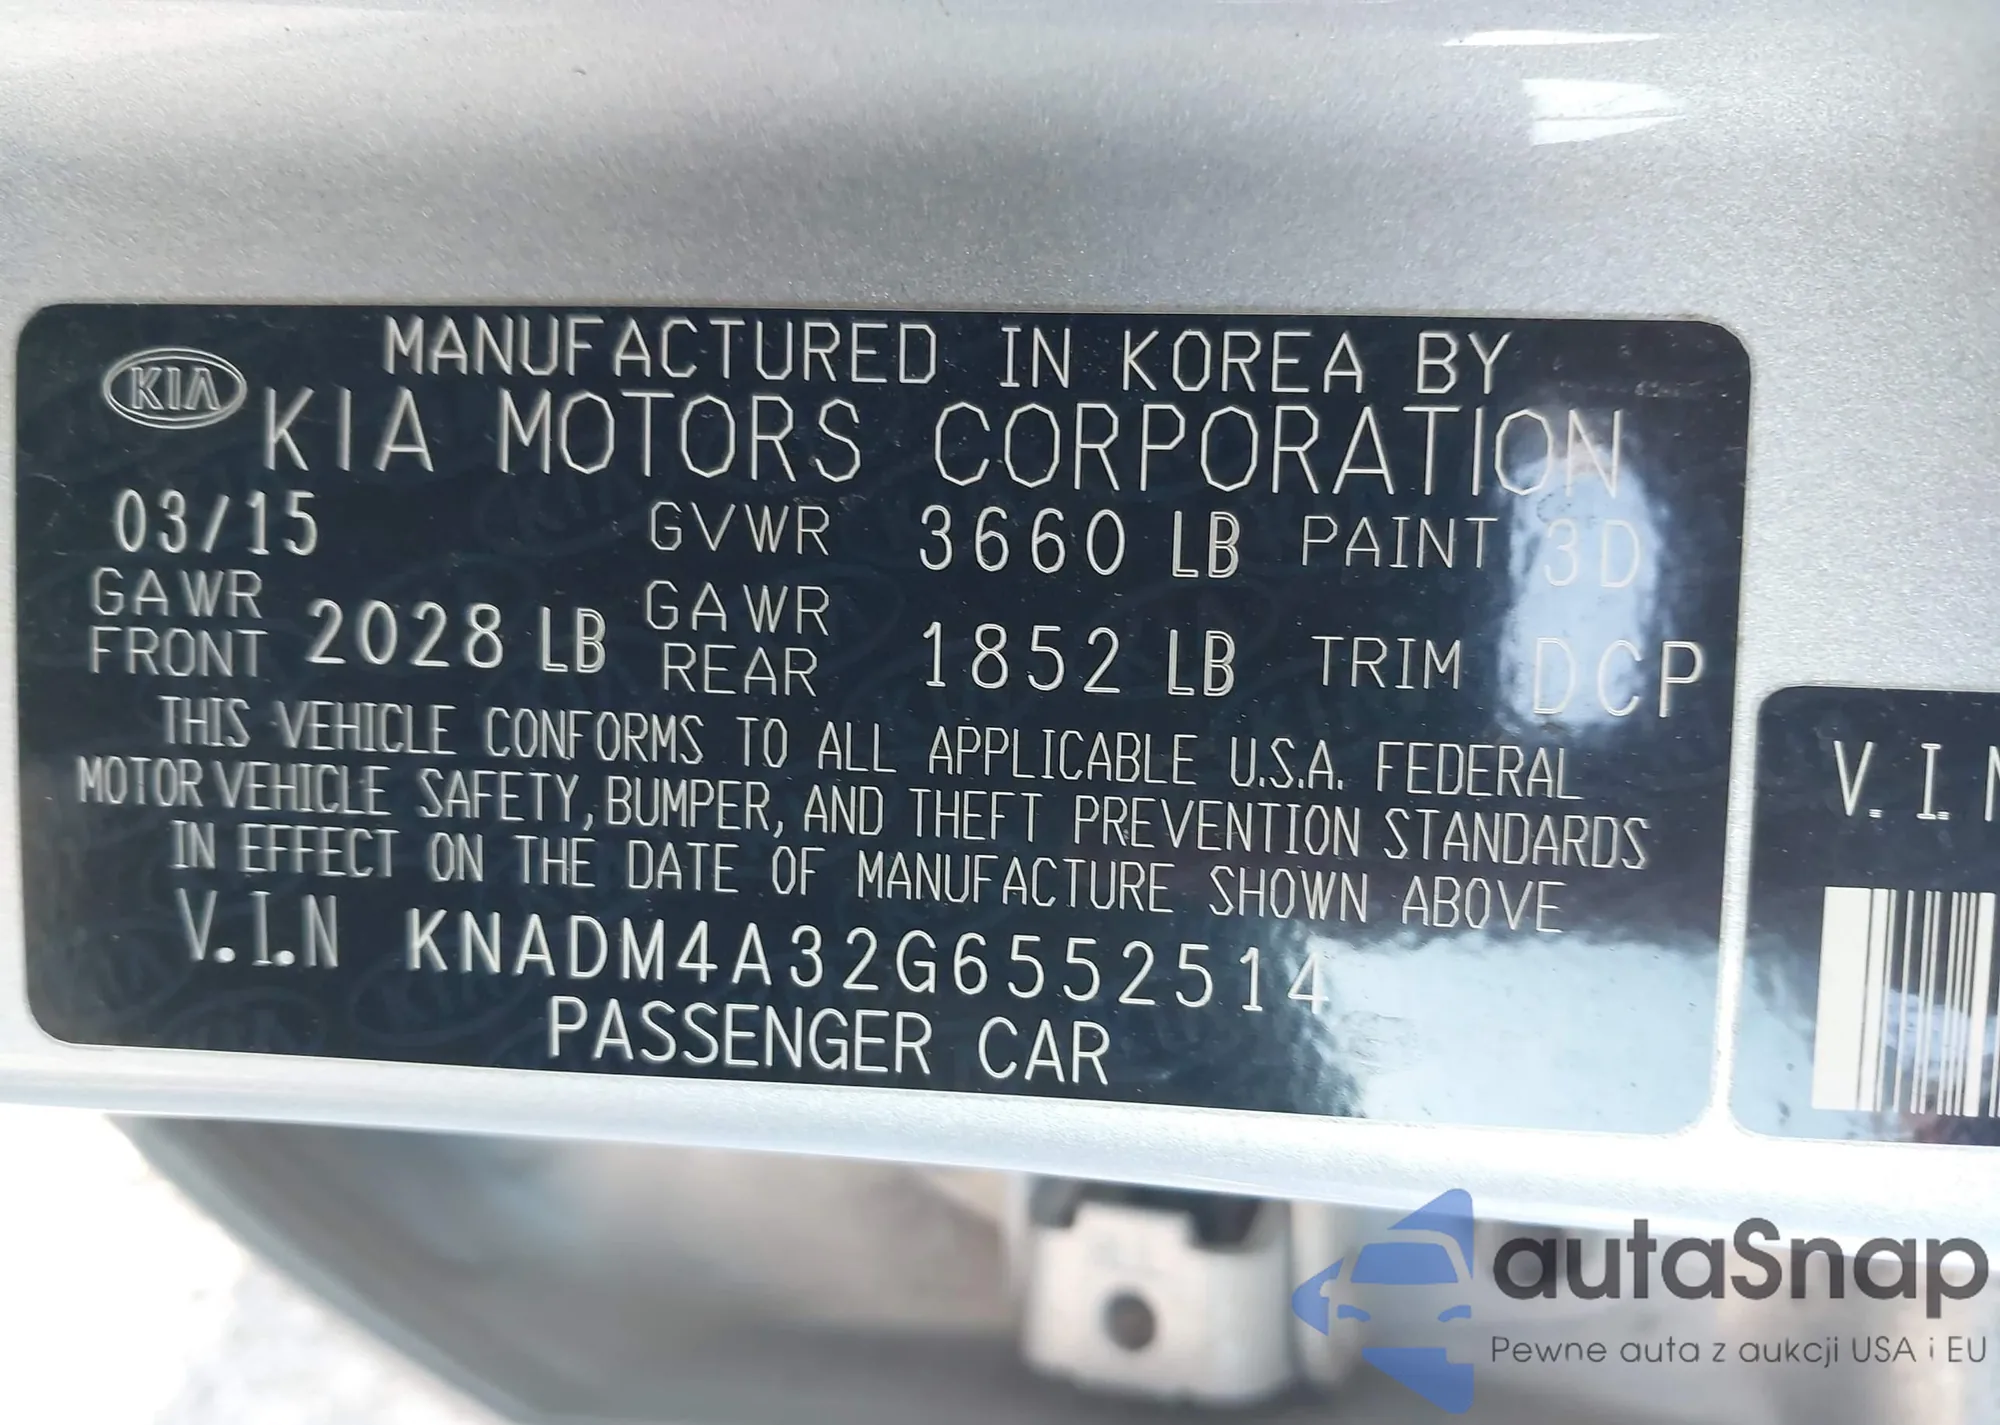 MANUFACTURED IN KOREA BY
KIA KIA MOTORS CORPORATION
03/15 GVWR 3660 LB PAINT 3D
GAWR FRONT 2028 LB GAWR REAR 1852 LB TRIM DCP
THIS VEHICLE CONFORMS TO ALL APPLICABLE U.S.A. FEDERAL
MOTOR VEHICLE SAFETY, BUMPER, AND THEFT PREVENTION STANDARDS
IN EFFECT ON THE DATE OF MANUFACTURE SHOWN ABOVE
V.I.N KNADM4A32G6552514
PASSENGER CAR
V.I.N
autaSnap
Pewne auta z aukcji USA i EU